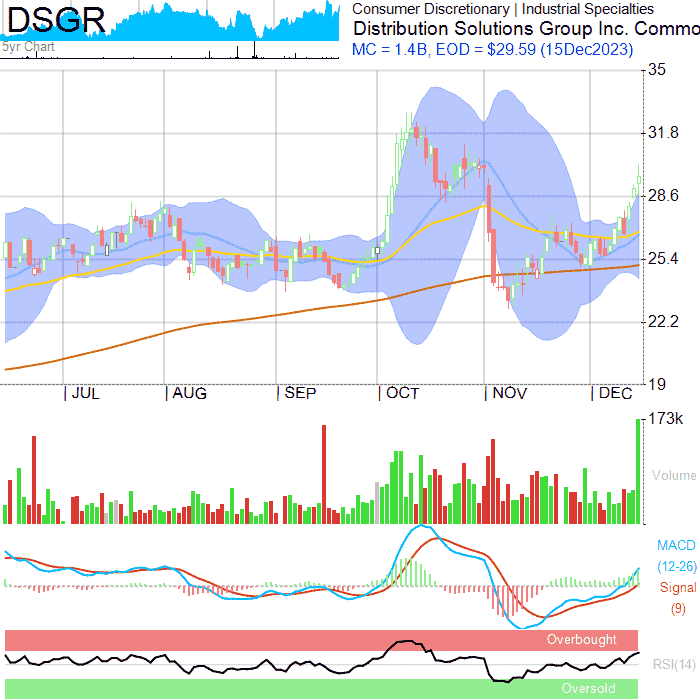 DSGR
5yr Chart
Consumer Discretionary | Industrial Specialties
Distribution Solutions Group Inc. Commo
MC = 1.4B, EOD = $29.59 (15Dec2023)
35
31.8
28.6
25.4
22.2
19
JUL
AUG
SEP
OCT
NOV
DEC
173k
Volume
MACD
(12-26)
Signal
(9)
Overbought
RSI(14)
Oversold